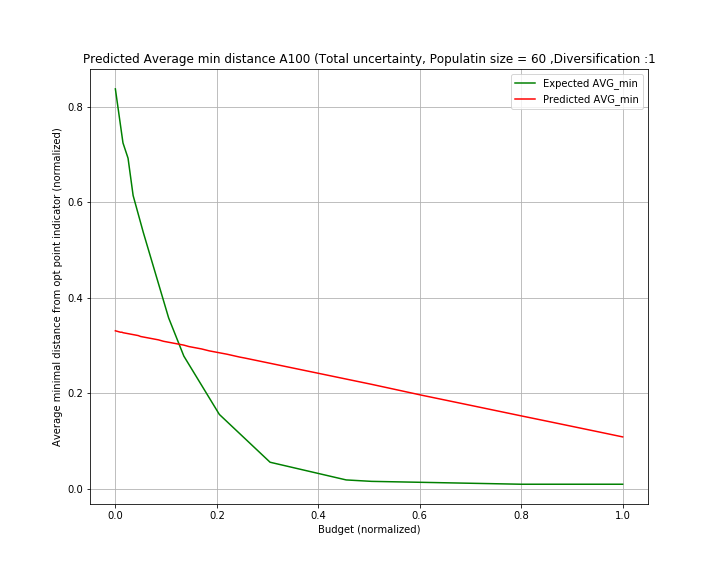 Predicted Average min distance A100 (Total uncertainty, Populatin size = 60 ,Diversification :1
Expected AVG_min
Predicted AVG_min
Average minimal distance from opt point indicator (normalized)
0.8
0.6
0.4
0.2
0.0
0.0 0.2 0.4 0.6 0.8 1.0
Budget (normalized)